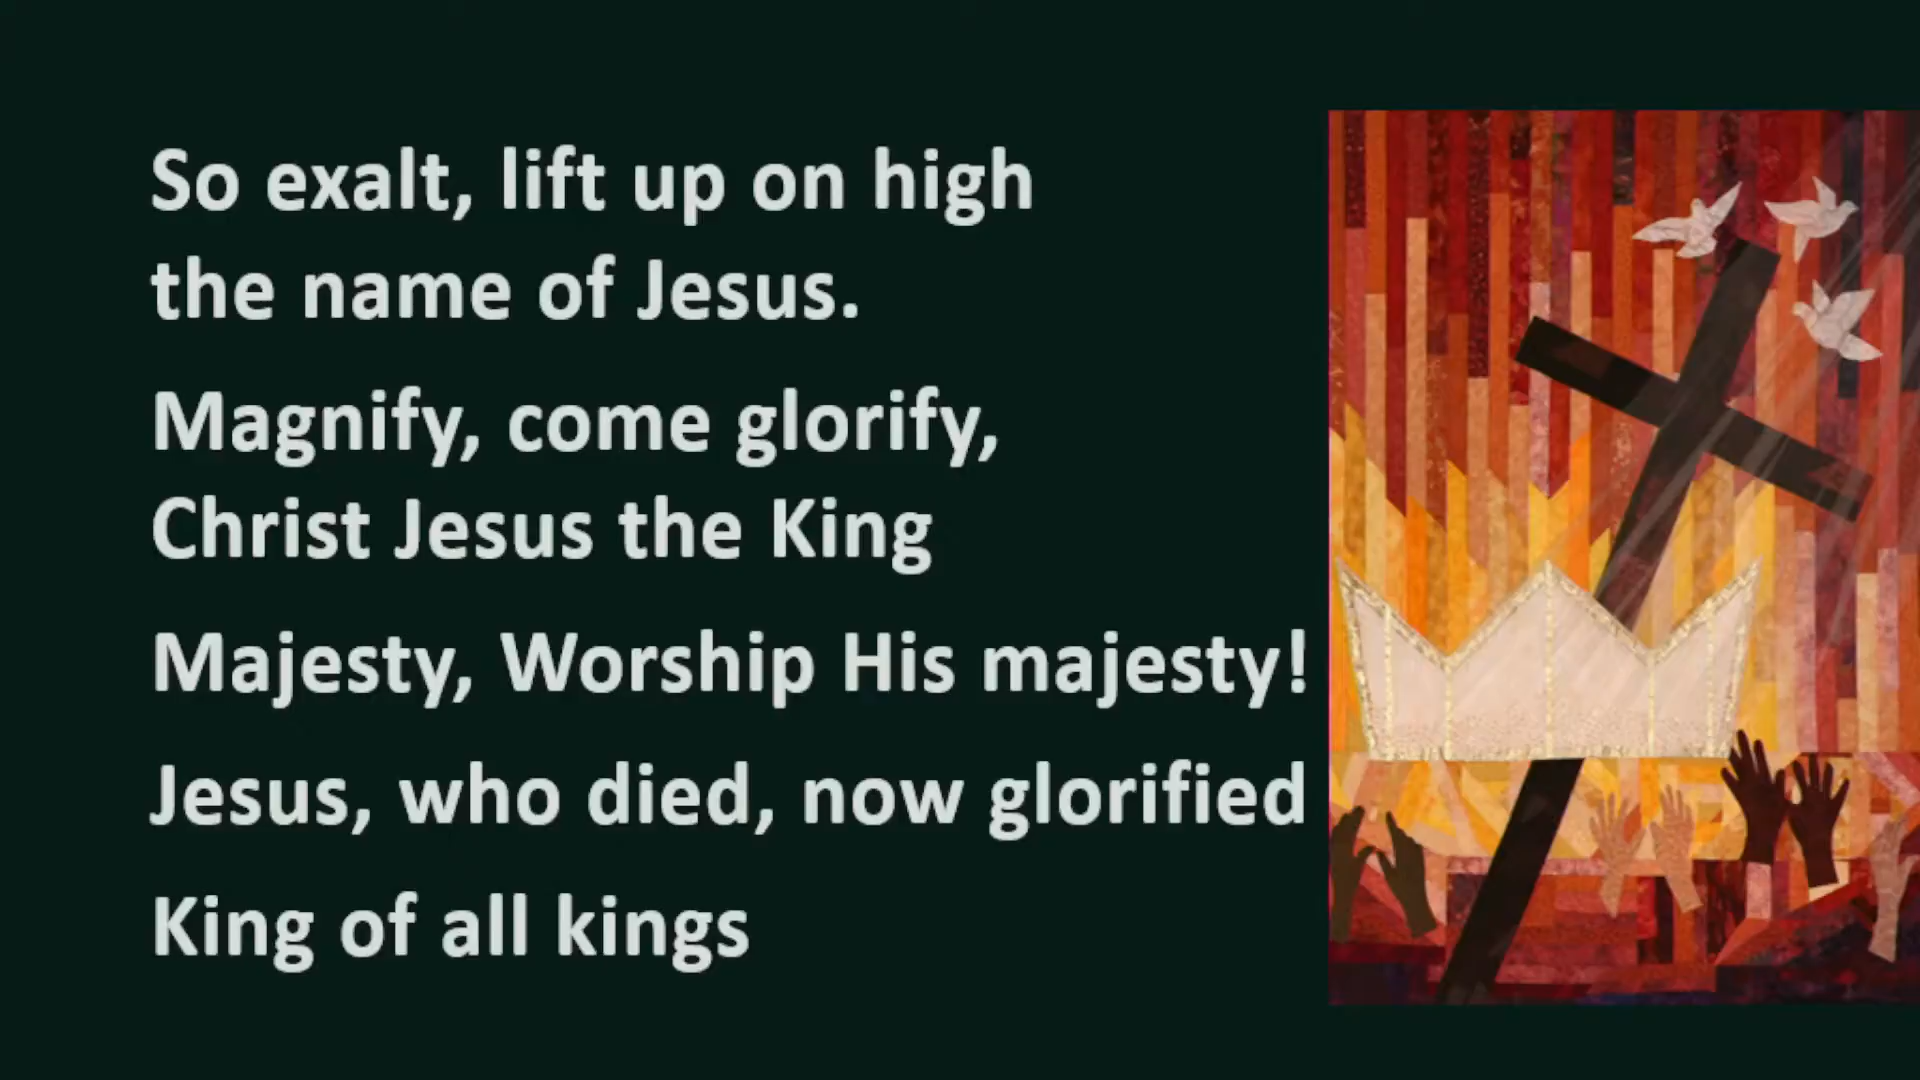 So exalt, lift up on high
the name of Jesus.
Magnify, come glorify,
Christ Jesus the King
Majesty, Worship His majesty!
Jesus, who died, now glorified
King of all kings